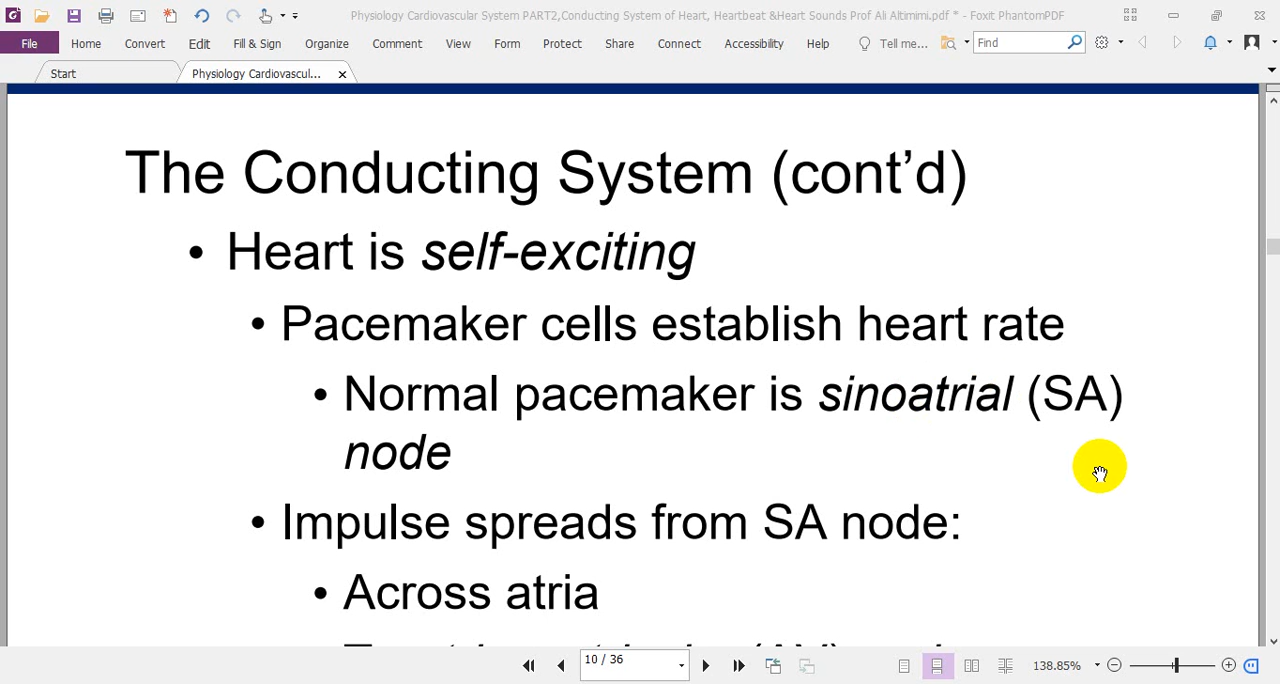 Physiology Cardiovascular System PART2,Conducting System of Heart, Heartbeat &Heart Sounds Prof Ali Altimimi.pdf * - Foxit PhantomPDF
File Home Convert Edit Fill & Sign Organize Comment View Form Protect Share Connect Accessibility Help Tell me... Find
Start Physiology Cardiovascul...
The Conducting System (cont’d)
• Heart is self-exciting
• Pacemaker cells establish heart rate
• Normal pacemaker is sinoatrial (SA)
node
• Impulse spreads from SA node:
• Across atria
10 / 36 138.85%